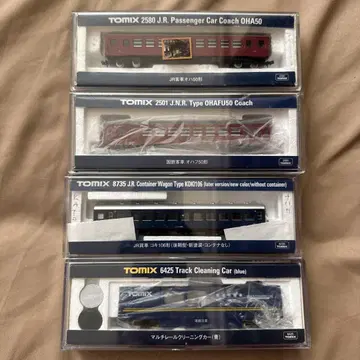 TOMIX 2580 J.R. Passenger Car Coach OHA50
JR客車オハ50形
TOMIX 2501 J.N.R. Type OHAFU50 Coach
国鉄客車 オハフ50形
TOMIX 8735 J.R. Container Wagon Type KOKI106 (later version/new color/without container)
JR貨車 コキ106形(後期型・新塗装・コンテナなし)
TOMIX 6425 Track Cleaning Car (blue)
TOMIX
マルチレールクリーニングカー(青)